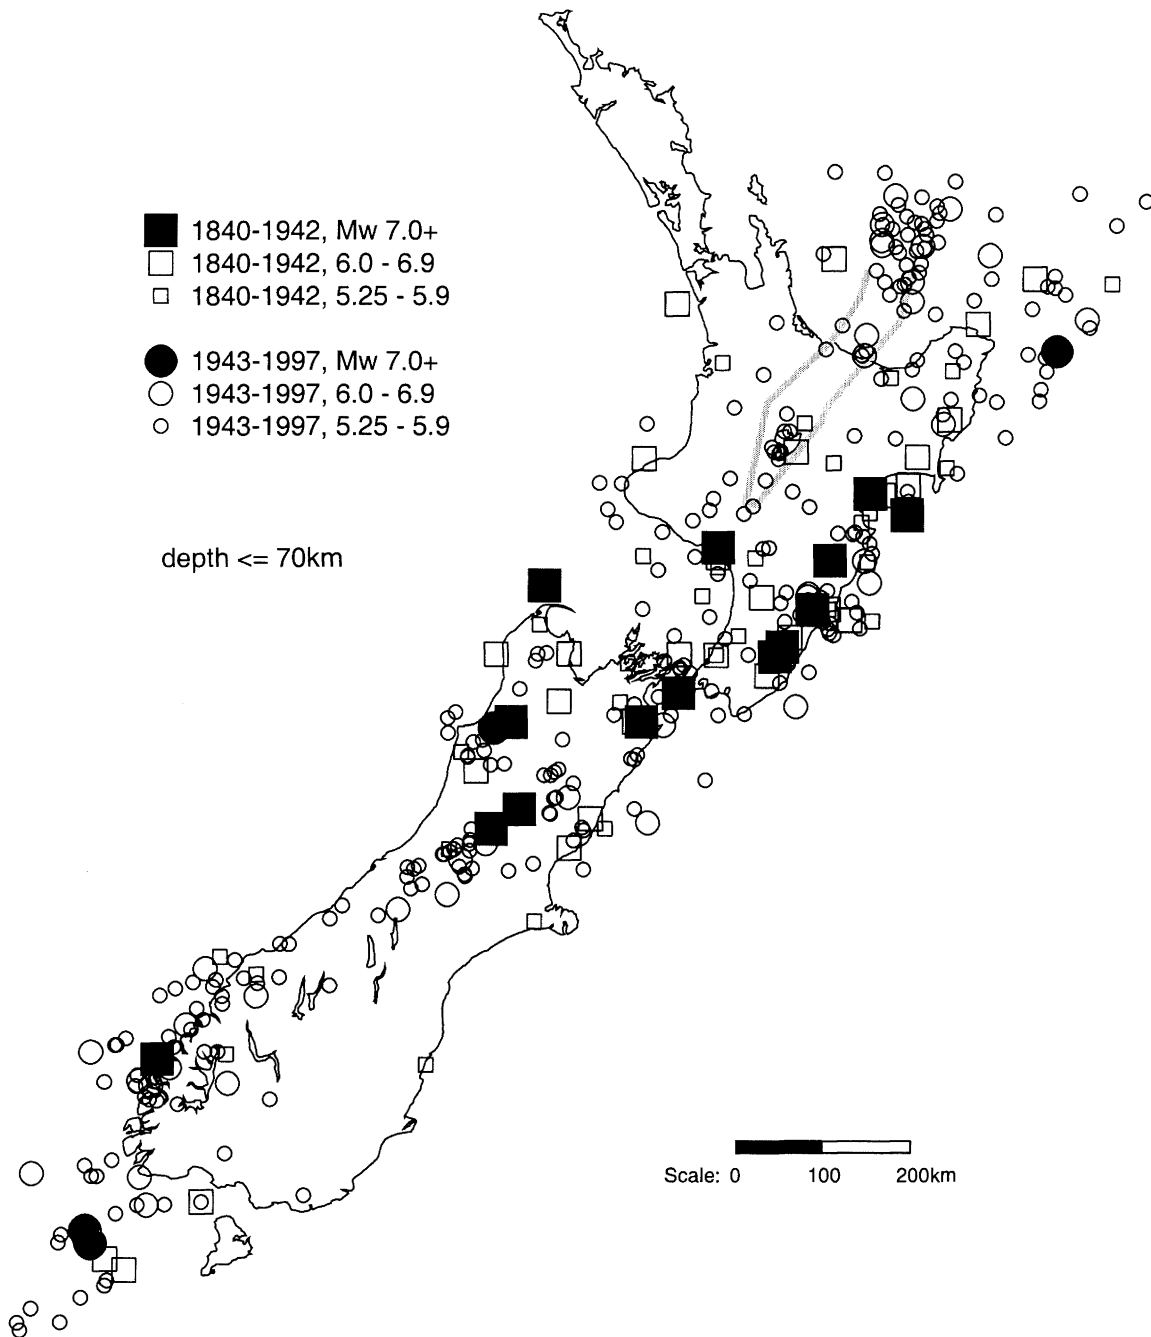 1840-1942, Mw 7.0+
1840-1942, 6.0 - 6.9
1840-1942, 5.25 - 5.9
1943-1997, Mw 7.0+
1943-1997, 6.0 - 6.9
1943-1997, 5.25 - 5.9
depth <= 70km
Scale: 0 100 200km